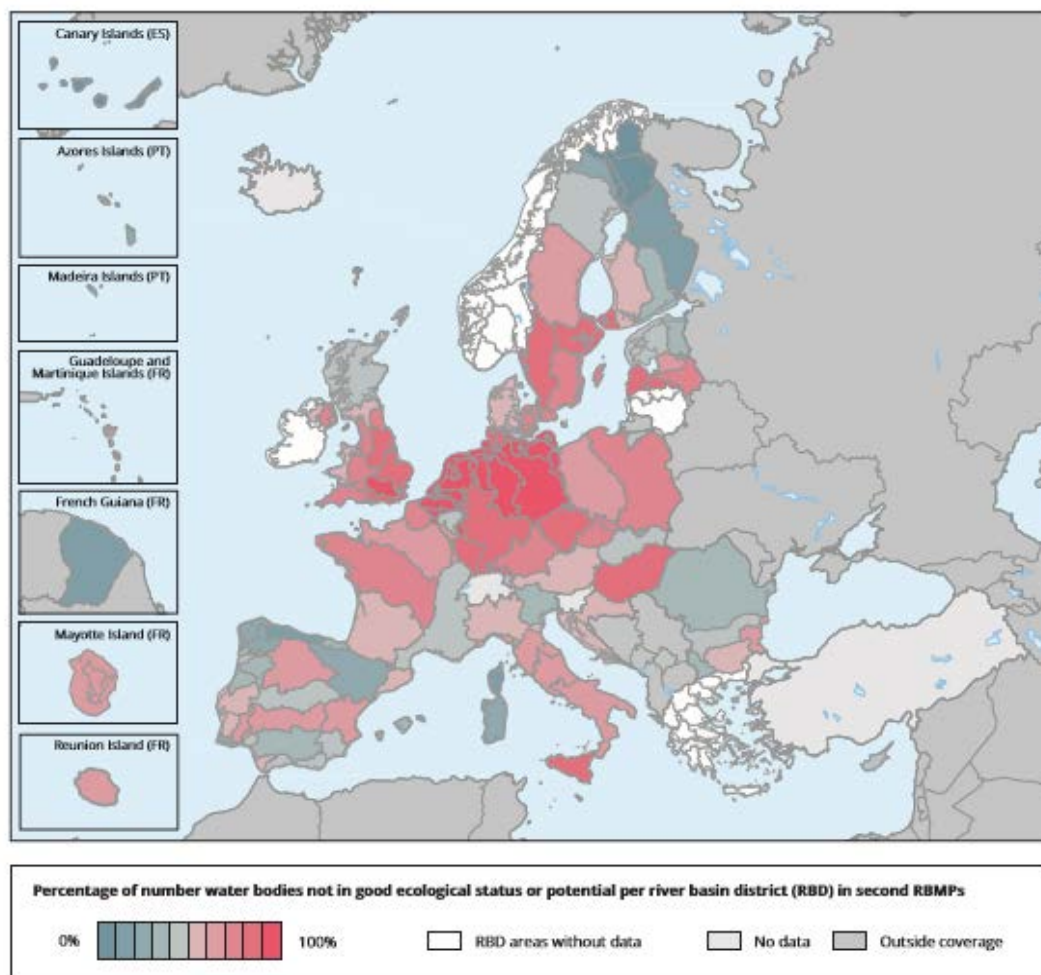 Canary Islands (ES)
Azores Islands (PT)
Madeira Islands (PT)
Guadeloupe and
Martinique Islands (FR)
French Guiana (FR)
Mayotte Island (FR)
Reunion Island (FR)
Percentage of number water bodies not in good ecological status or potential per river basin district (RBD) in second RBMPs
0% 100% RBD areas without data No data Outside coverage